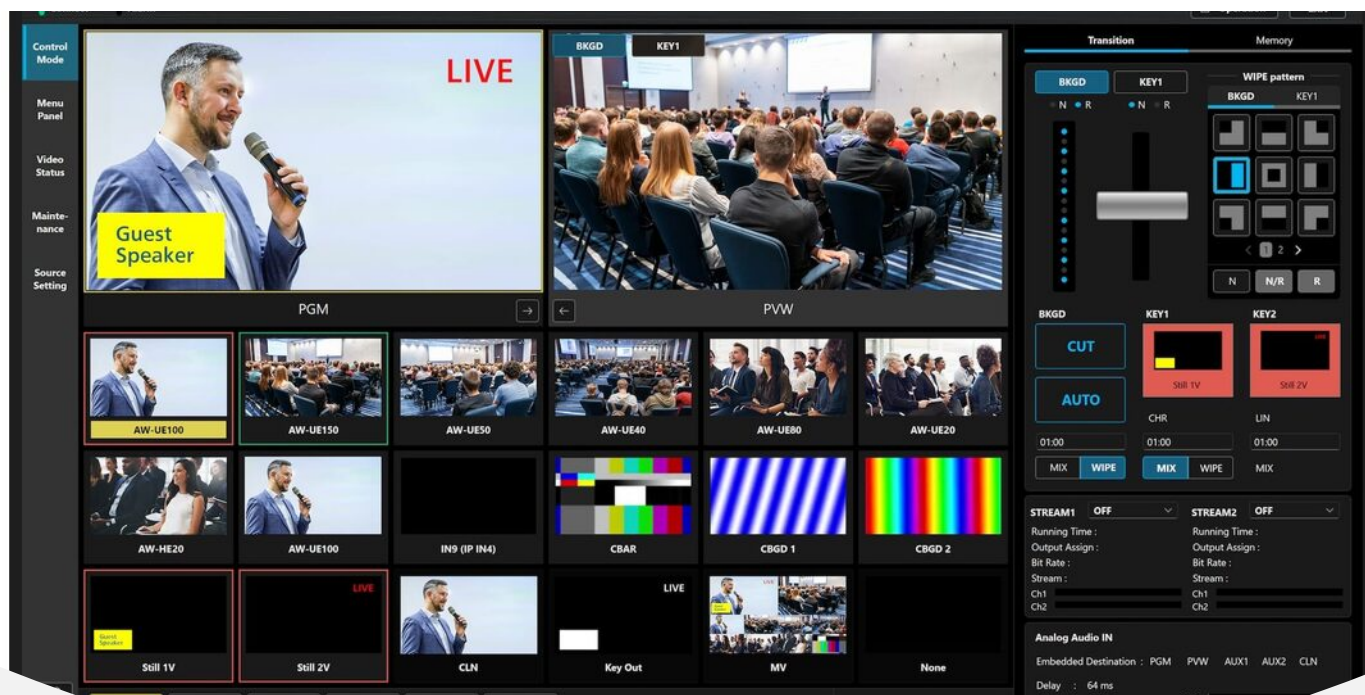 Control
Mode
Menu
Panel
Video
Status
Mainte-
nance
Source
Setting
LIVE
Guest
Speaker
PGM
→
BKGD KEY1
←
PVW
AW-UE100
AW-UE150
AW-UE50
AW-UE40
AW-UE80
AW-UE20
AW-HE20
AW-UE100
IN9 (IP IN4)
CBAR
CBGD 1
CBGD 2
Guest
Speaker
Still 1V
LIVE
Still 2V
CLN
LIVE
Key Out
MV
None
Transition Memory
BKGD KEY1
N R N R
WIPE pattern
BKGD KEY1
< 1 2 >
N N/R R
BKGD KEY1 KEY2
CUT
AUTO
Still 1V
LIVE
Still 2V
CHR LIN
01:00 01:00 01:00
MIX WIPE MIX WIPE MIX
STREAM1 OFF
Running Time :
Output Assign :
Bit Rate :
Stream :
Ch1
Ch2
STREAM2 OFF
Running Time :
Output Assign :
Bit Rate :
Stream :
Ch1
Ch2
Analog Audio IN
Embedded Destination : PGM PVW AUX1 AUX2 CLN
Delay : 64 ms